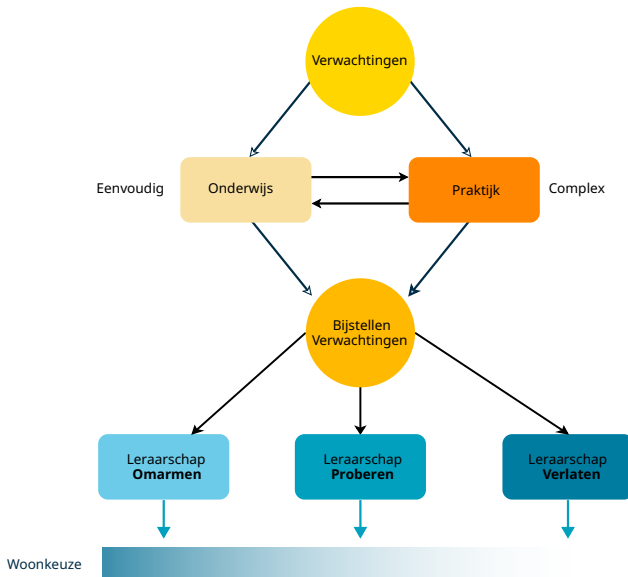 Verwachtingen
Eenvoudig
Onderwijs
Praktijk
Complex
Bijstellen
Verwachtingen
Leraarschap
Omarmen
Leraarschap
Proberen
Leraarschap
Verlaten
Woonkeuze